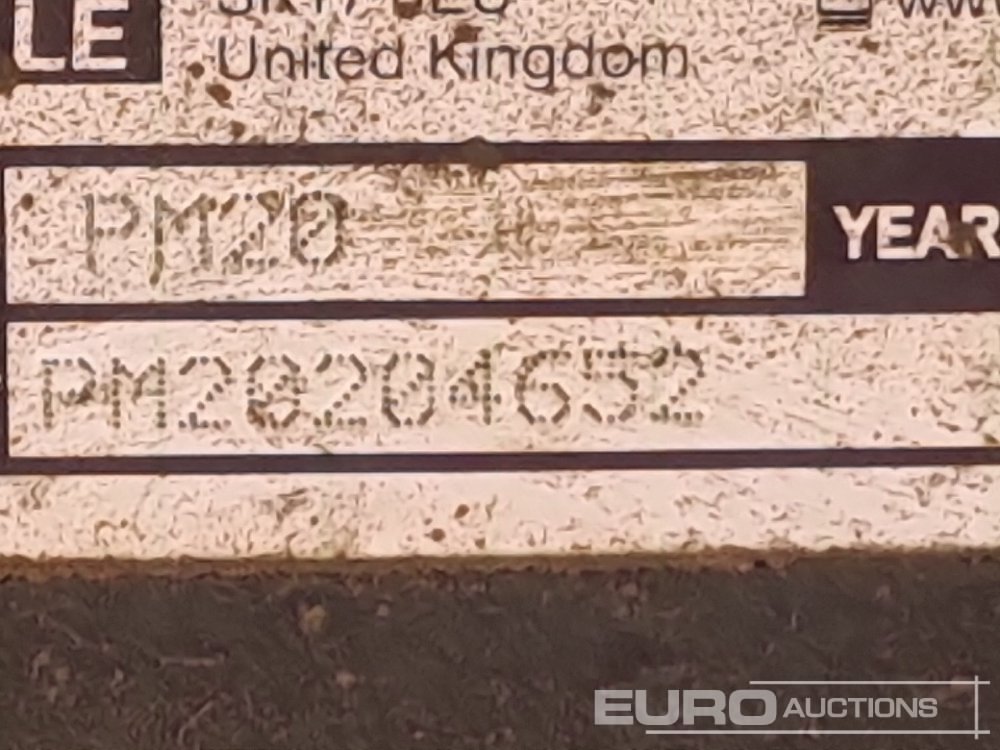 LE
United Kingdom
PM20
YEAR
PM20204652
EURO AUCTIONS